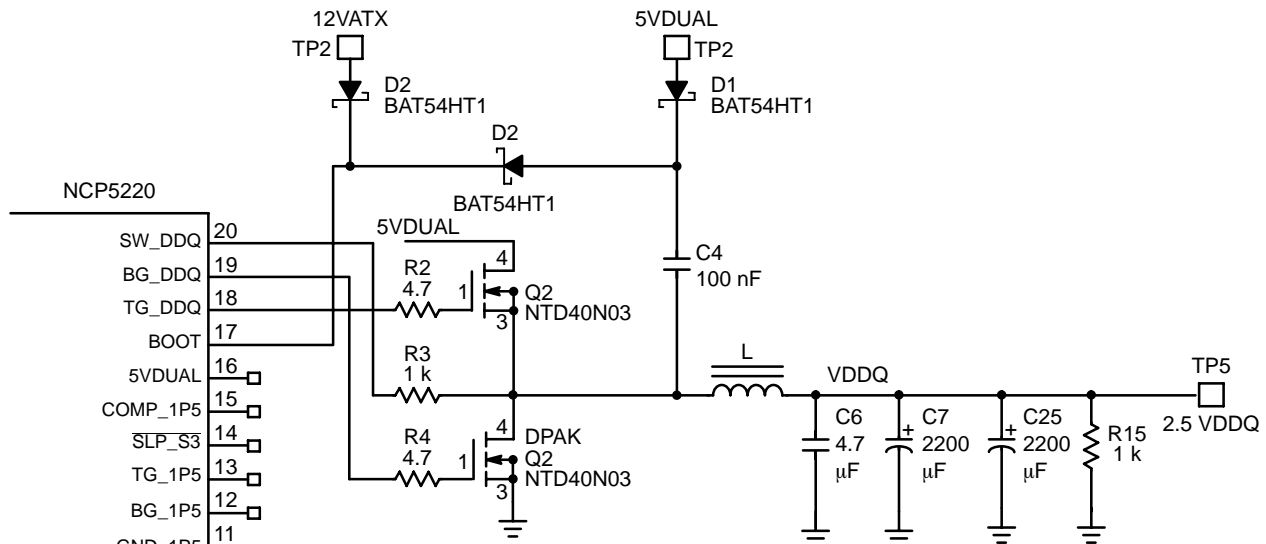 12VATX
5VDUAL
TP2
TP2
D2
BAT54HT1
D1
BAT54HT1
D2
BAT54HT1
NCP5220
5VDUAL
SW_DDQ 20
BG_DDQ 19
TG_DDQ 18
BOOT 17
5VDUAL 16
COMP_1P5 15
SLP_S3 14
TG_1P5 13
BG_1P5 12
GND_1P5 11
R2
4.7
4
1
3
Q2
NTD40N03
C4
100 nF
R3
1 k
L
VDDQ
TP5
2.5 VDDQ
R4
4.7
4
1
3
DPAK
Q2
NTD40N03
C6
4.7
μF
+
C7
2200
μF
+
C25
2200
μF
R15
1 k